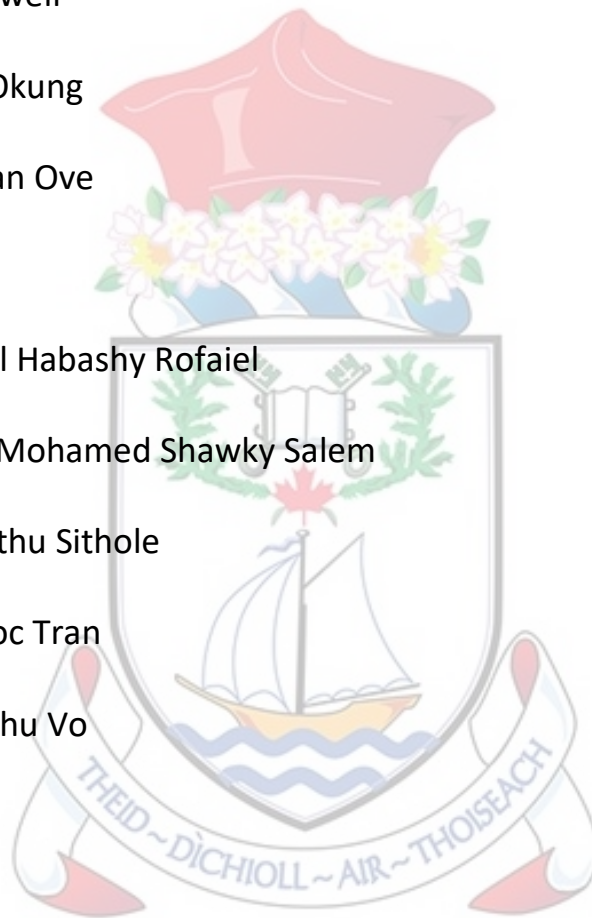 well
Okung
an Ove
l Habashy Rofaiel
Mohamed Shawky Salem
thu Sithole
oc Tran
hu Vo
THEID ~ DÌCHIOLL ~ AIR ~ THOISEACH